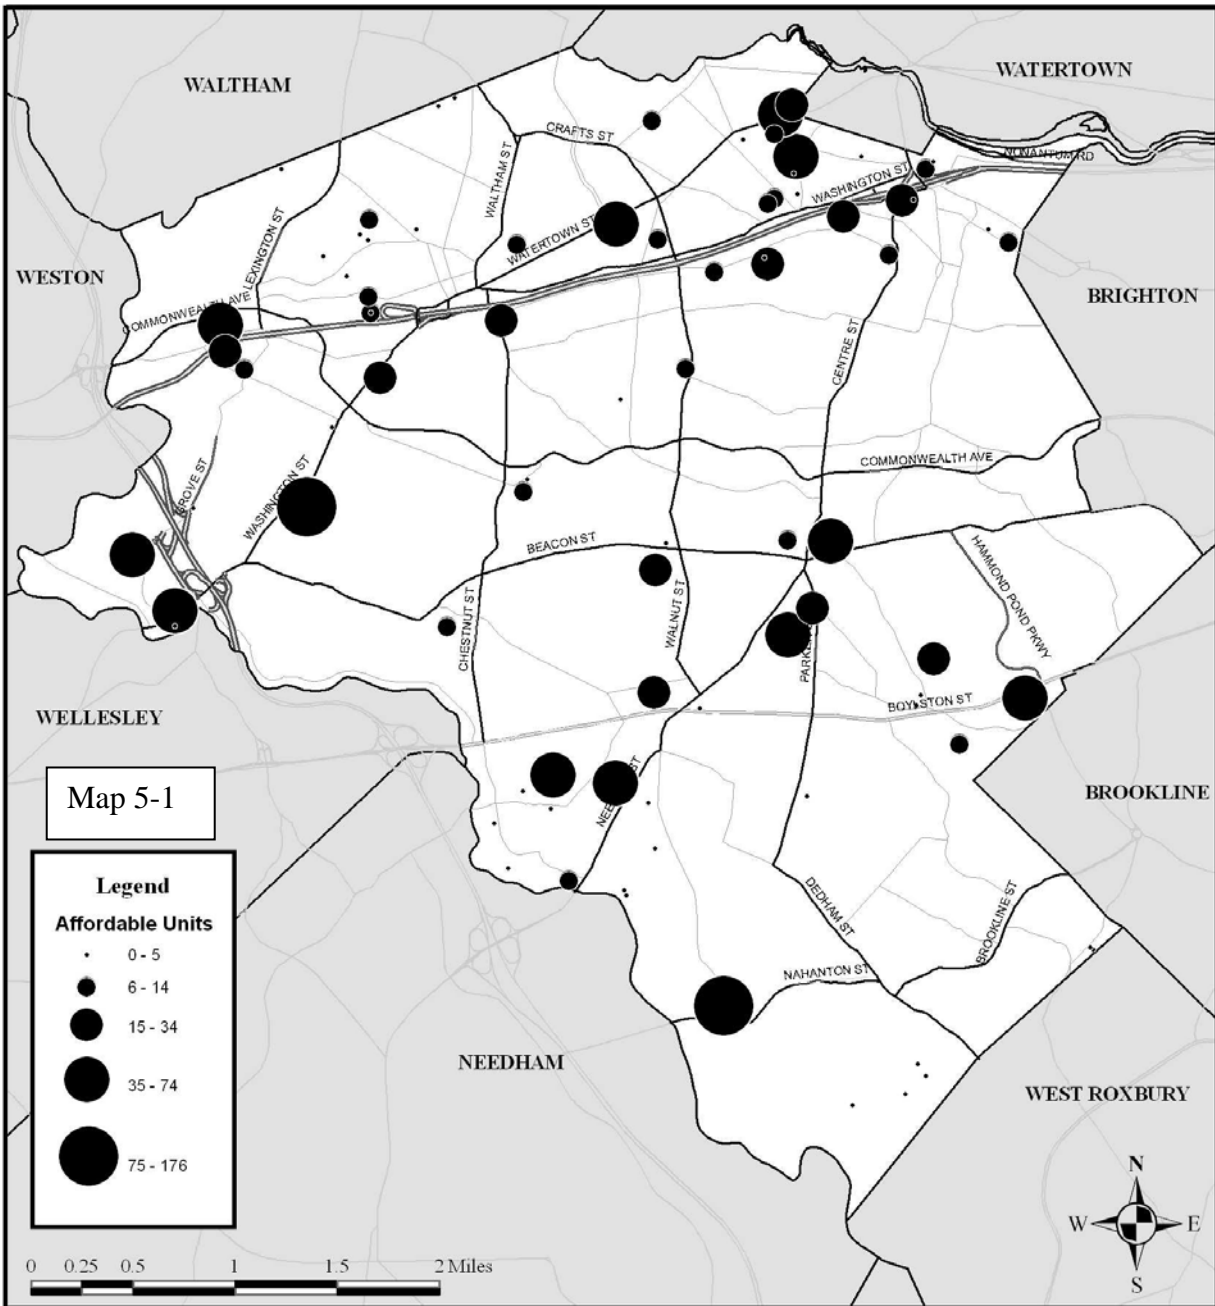 WALTHAM
WATERTOWN
CRAFTS ST
NONANTUM RD
WALTHAM ST
WASHINGTON ST
LEXINGTON ST
WATERTOWN ST
WESTON
BRIGHTON
COMMONWEALTH AVE
CENTRE ST
COMMONWEALTH AVE
GROVE ST
WASHINGTON ST
BEACON ST
HAMMOND POND PKWY
CHESTNUT ST
WALNUT ST
BOYLSTON ST
WELLESLEY
Map 5-1
BROOKLINE
Legend
Affordable Units
0 - 5
6 - 14
15 - 34
35 - 74
75 - 176
DEDHAM ST
BROOKLINE ST
NAHANTON ST
NEEDHAM
WEST ROXBURY
N
W
E
S
0 0.25 0.5 1 1.5 2 Miles